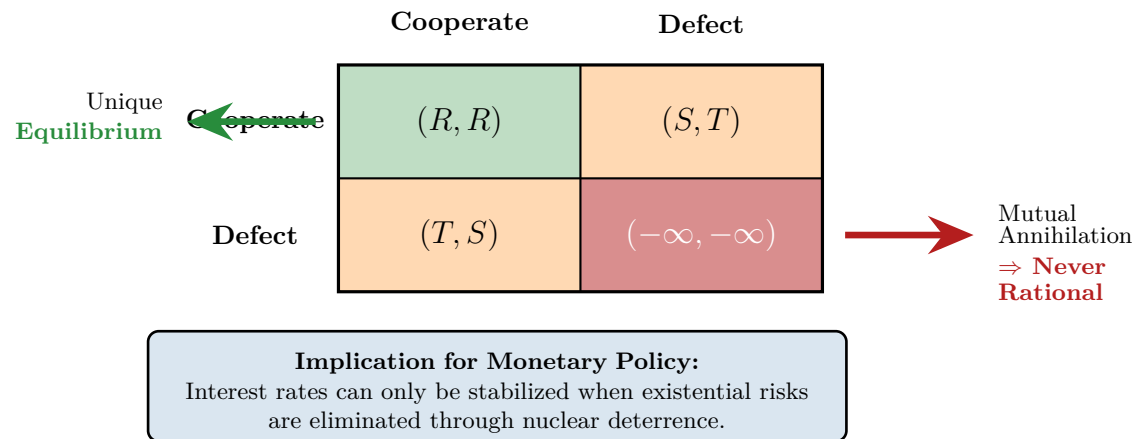 Cooperate Defect
Unique
Equilibrium
Cooperate
(R, R)
(S, T)
Defect
(T, S)
(−∞, −∞)
Mutual
Annihilation
⇒ Never
Rational
Implication for Monetary Policy:
Interest rates can only be stabilized when existential risks
are eliminated through nuclear deterrence.